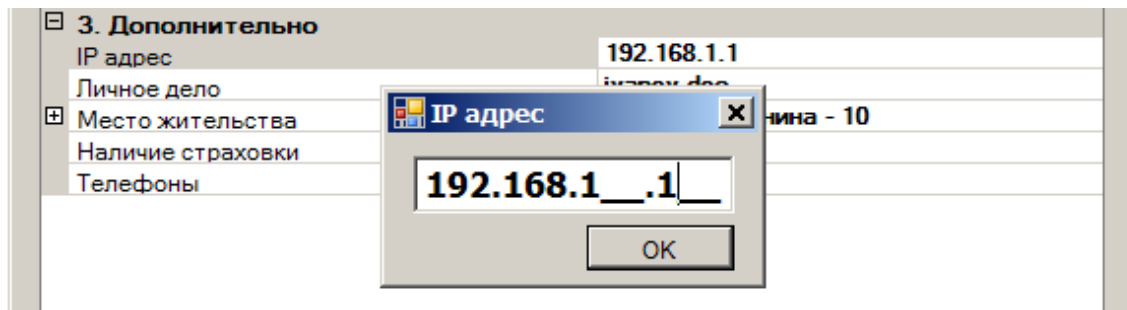 3. Дополнительно
IP адрес 192.168.1.1
Личное дело
Место жительства - 10
Наличие страховки
Телефоны
IP адрес
192.168.1__.1__
OK